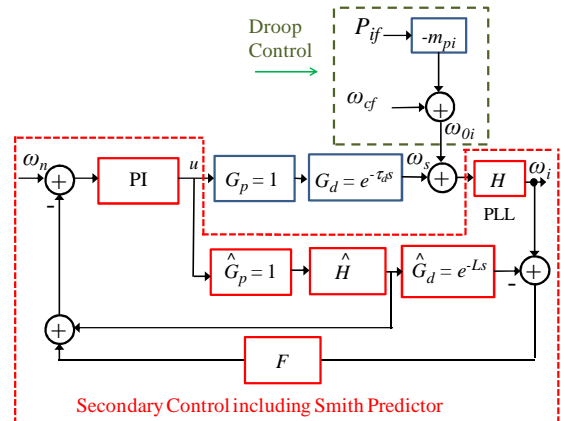 Droop
Control
P_if
-m_pi
ω_cf
ω_0i
ω_n
PI
u
G_p = 1
G_d = e^{-τ_d s}
ω_s
H
ω_i
PLL
-
Ĝ_p = 1
Ĥ
Ĝ_d = e^{-Ls}
-
F
Secondary Control including Smith Predictor